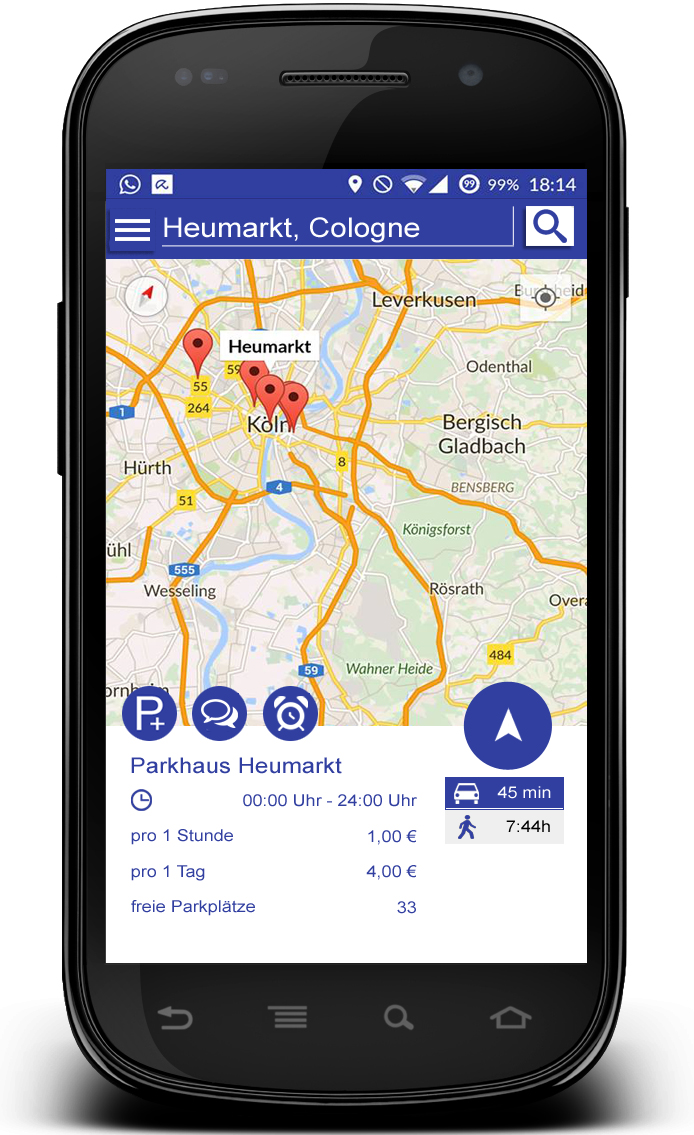 99 99% 18:14
Heumarkt, Cologne
Leverkusen
Heumarkt
Odenthal
55
59
264
1
Köln
Bergisch
Gladbach
8
Hürth
4
BENSBERG
51
Königsforst
ühl
555
Wesseling
Rösrath
Overa
484
59
Wahner Heide
ornheim
P+
Parkhaus Heumarkt
00:00 Uhr - 24:00 Uhr
45 min
7:44h
pro 1 Stunde 1,00 €
pro 1 Tag 4,00 €
freie Parkplätze 33